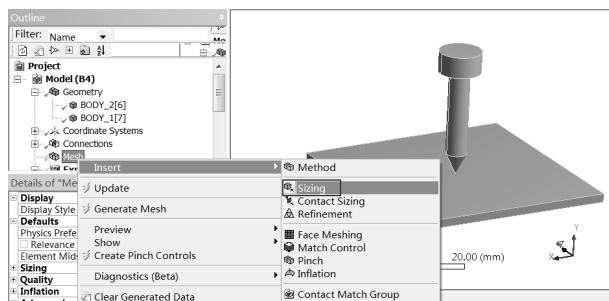 Outline
Filter: Name
Project
Model (B4)
Geometry
BODY_2[6]
BODY_1[7]
Coordinate Systems
Connections
Mesh
Insert
Method
Details of "Me
Update
Sizing
Display
Contact Sizing
Display Style
Generate Mesh
Refinement
Defaults
Physics Prefe
Preview
Face Meshing
Relevance
Show
Match Control
Element Mids
Create Pinch Controls
Pinch
20.00 (mm)
Y
X
Sizing
Inflation
Quality
Diagnostics (Beta)
Inflation
Clear Generated Data
Contact Match Group